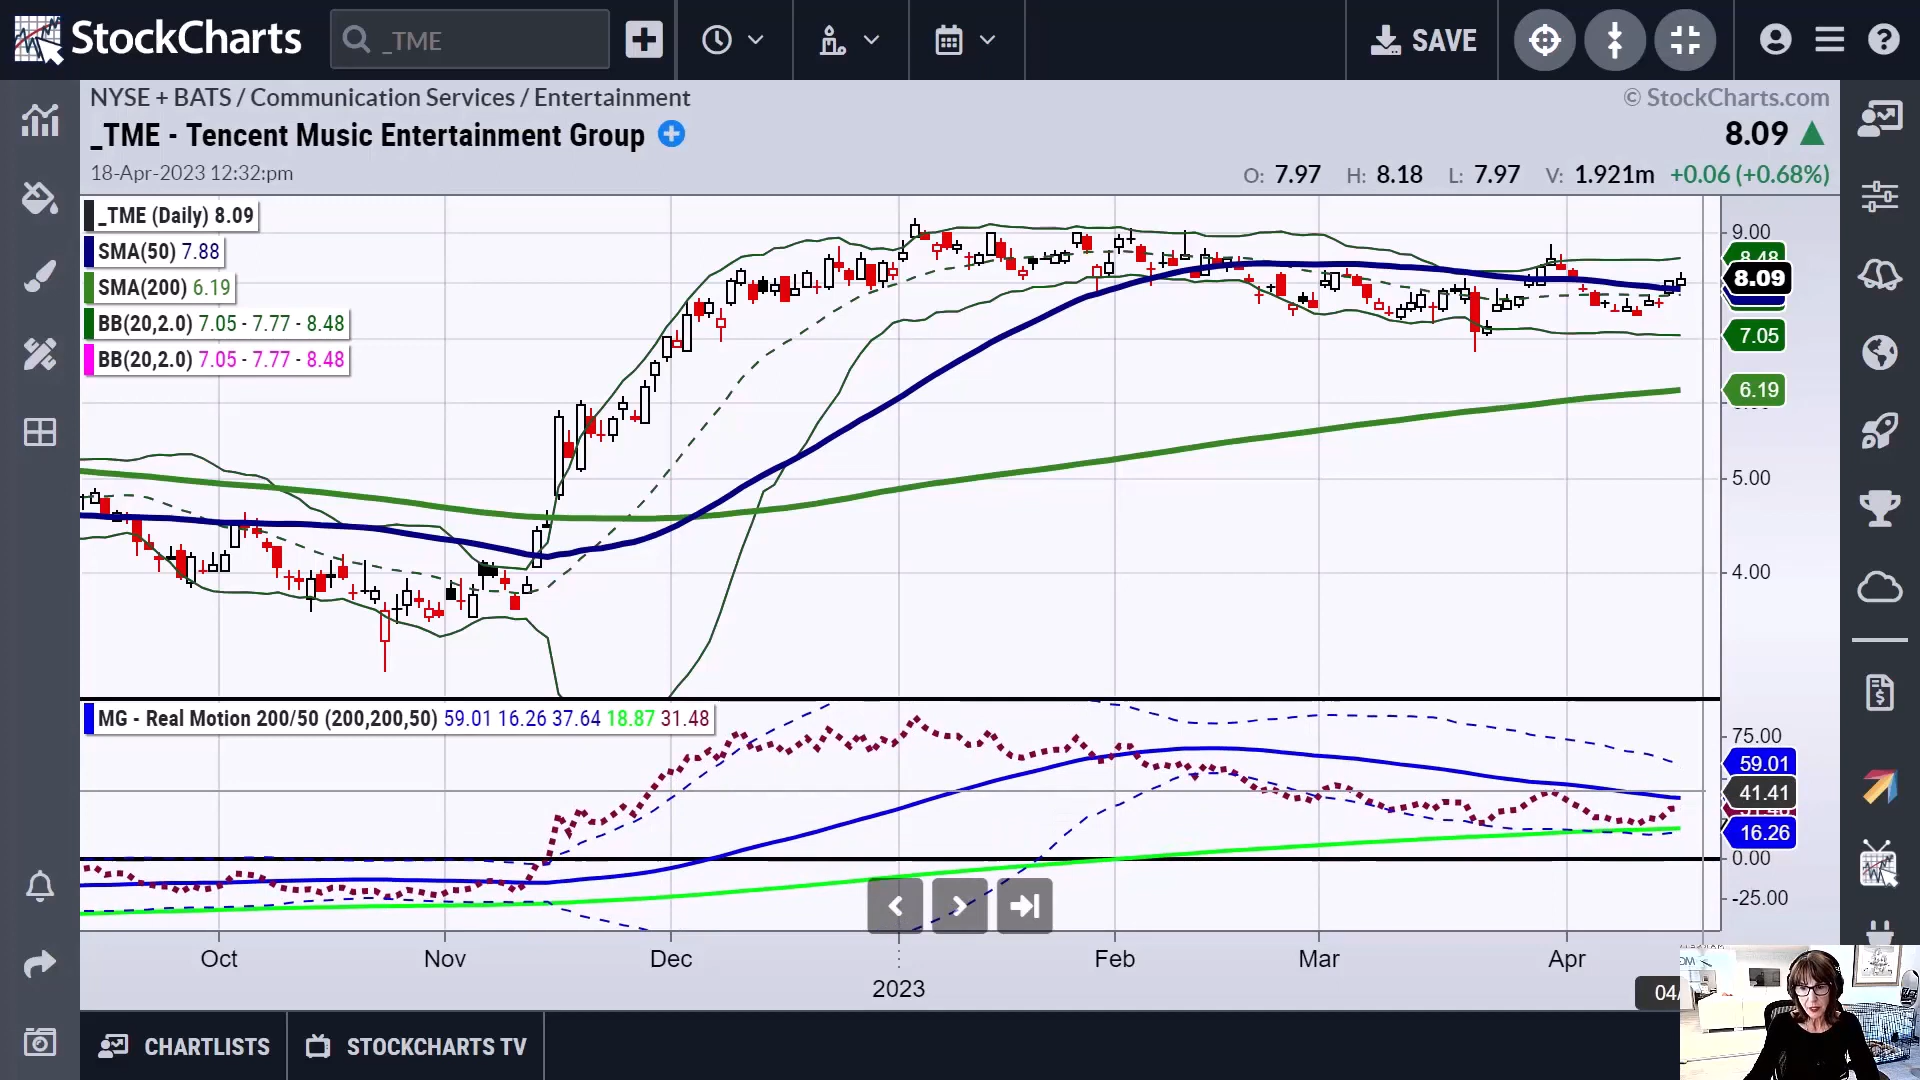 StockCharts
_TME
SAVE
NYSE + BATS / Communication Services / Entertainment
© StockCharts.com
_TME - Tencent Music Entertainment Group
8.09
18-Apr-2023 12:32:pm
O: 7.97 H: 8.18 L: 7.97 V: 1.921m +0.06 (+0.68%)
_TME (Daily) 8.09
SMA(50) 7.88
SMA(200) 6.19
BB(20,2.0) 7.05 - 7.77 - 8.48
BB(20,2.0) 7.05 - 7.77 - 8.48
9.00
8.48
8.09
7.05
6.19
5.00
4.00
MG - Real Motion 200/50 (200,200,50) 59.01 16.26 37.64 18.87 31.48
75.00
59.01
41.41
16.26
0.00
-25.00
Oct
Nov
Dec
Feb
Mar
Apr
2023
04/
CHARTLISTS
STOCKCHARTS TV